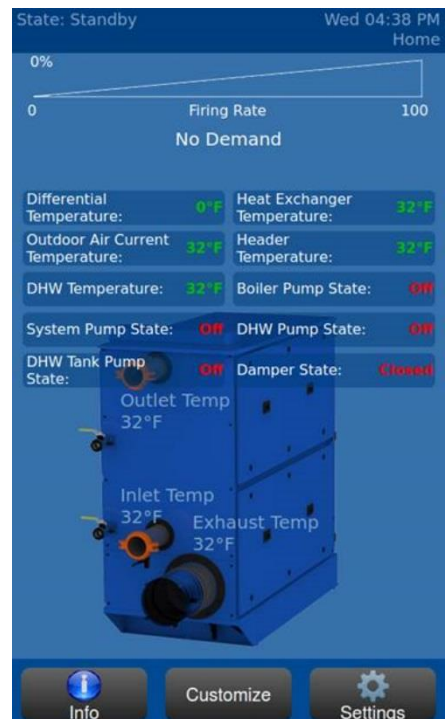 State: Standby
Wed 04:38 PM
Home
0%
0
Firing Rate
100
No Demand
Differential
Temperature:
0°F
Heat Exchanger
Temperature:
32°F
Outdoor Air Current
Temperature:
32°F
Header
Temperature:
32°F
DHW Temperature:
32°F
Boiler Pump State:
Off
System Pump State:
Off
DHW Pump State:
Off
DHW Tank Pump
State:
Off
Damper State:
Closed
Outlet Temp
32°F
Inlet Temp
32°F
Exhaust Temp
32°F
Info
Customize
Settings